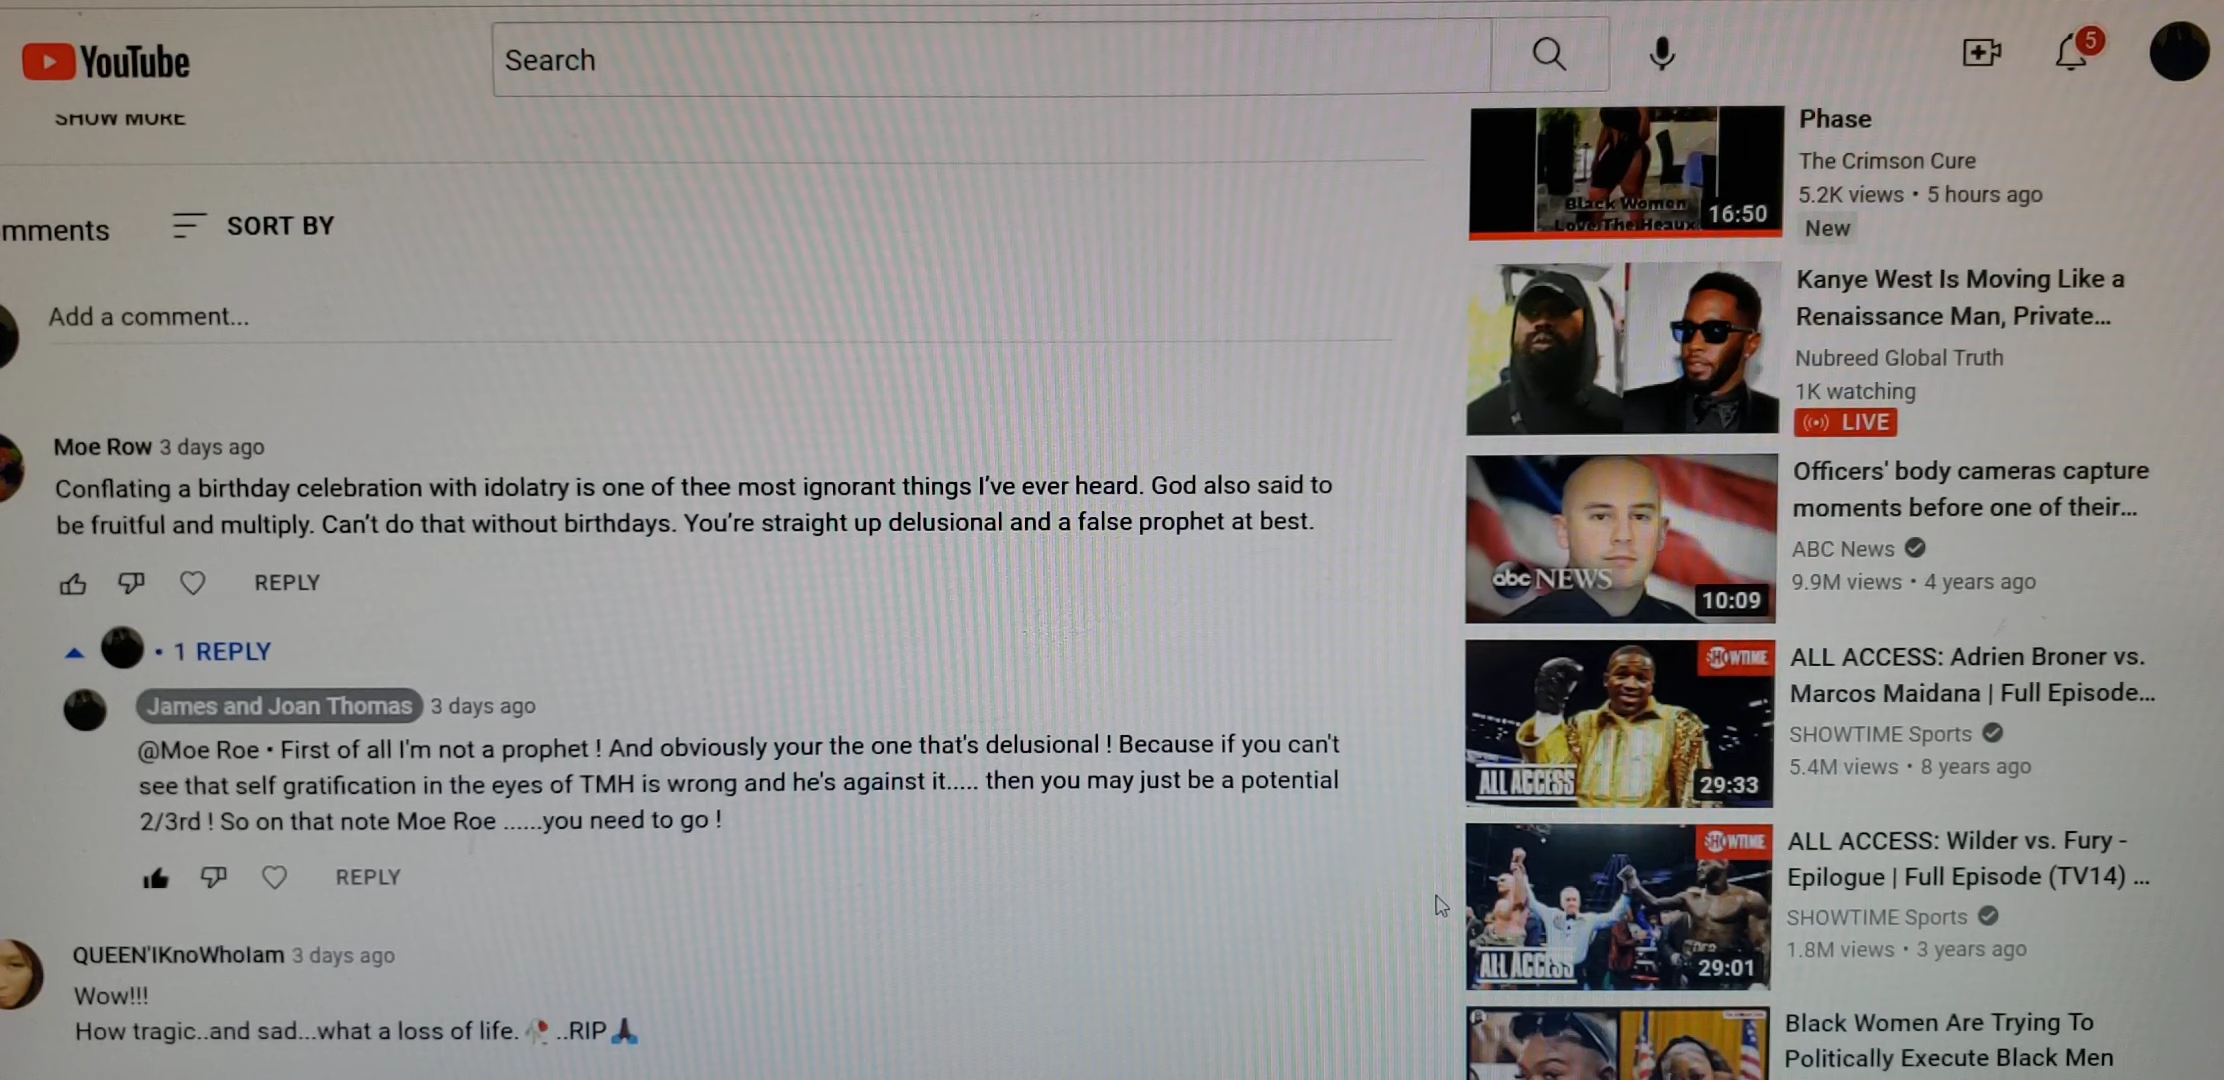 YouTube
Search
5
SHOW MORE
mments
SORT BY
Add a comment...
Moe Row 3 days ago
Conflating a birthday celebration with idolatry is one of thee most ignorant things I've ever heard. God also said to
be fruitful and multiply. Can't do that without birthdays. You're straight up delusional and a false prophet at best.
REPLY
• 1 REPLY
James and Joan Thomas 3 days ago
@Moe Roe • First of all I'm not a prophet ! And obviously your the one that's delusional ! Because if you can't
see that self gratification in the eyes of TMH is wrong and he's against it..... then you may just be a potential
2/3rd ! So on that note Moe Roe ......you need to go !
REPLY
QUEEN'IKnoWhoIam 3 days ago
Wow!!!
How tragic..and sad...what a loss of life. ..RIP
Black Women
Love The Heaux
16:50
Phase
The Crimson Cure
5.2K views • 5 hours ago
New
Kanye West Is Moving Like a
Renaissance Man, Private...
Nubreed Global Truth
1K watching
LIVE
abc NEWS
10:09
Officers' body cameras capture
moments before one of their...
ABC News
9.9M views • 4 years ago
SHOWTIME
ALL ACCESS
29:33
ALL ACCESS: Adrien Broner vs.
Marcos Maidana | Full Episode...
SHOWTIME Sports
5.4M views • 8 years ago
SHOWTIME
ALL ACCESS
29:01
ALL ACCESS: Wilder vs. Fury -
Epilogue | Full Episode (TV14) ...
SHOWTIME Sports
1.8M views • 3 years ago
Black Women Are Trying To
Politically Execute Black Men